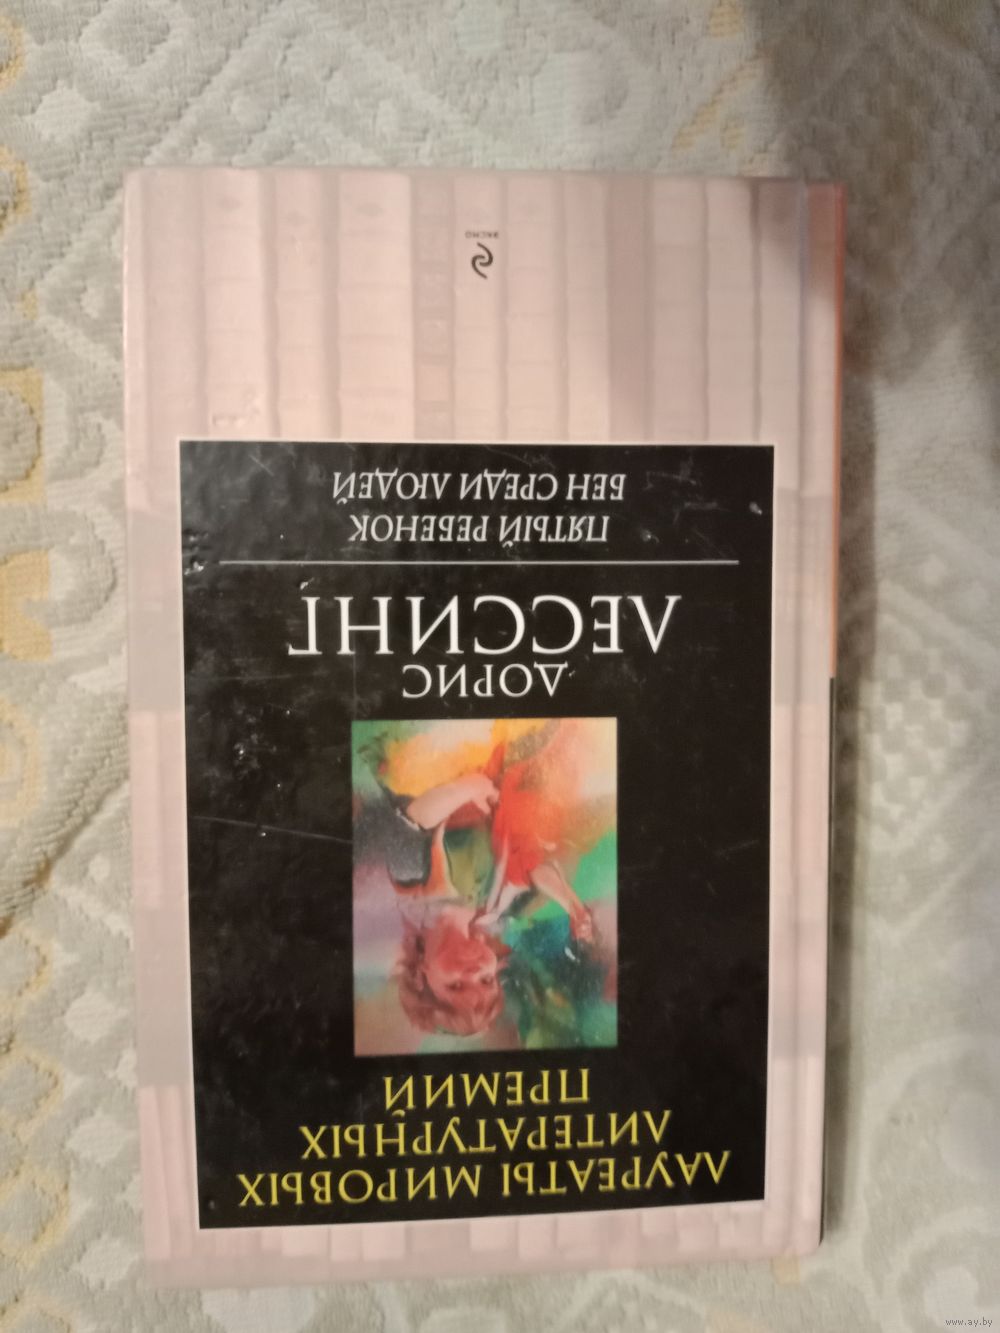 ЛАУРЕАТЫ МИРОВЫХ
ЛИТЕРАТУРНЫХ
ПРЕМИЙ
ДОРИС
ЛЕССИНГ
ПЯТЫЙ РЕБЕНОК
БЕН СРЕДИ ЛЮДЕЙ
ЭКСМО
www.ay.by